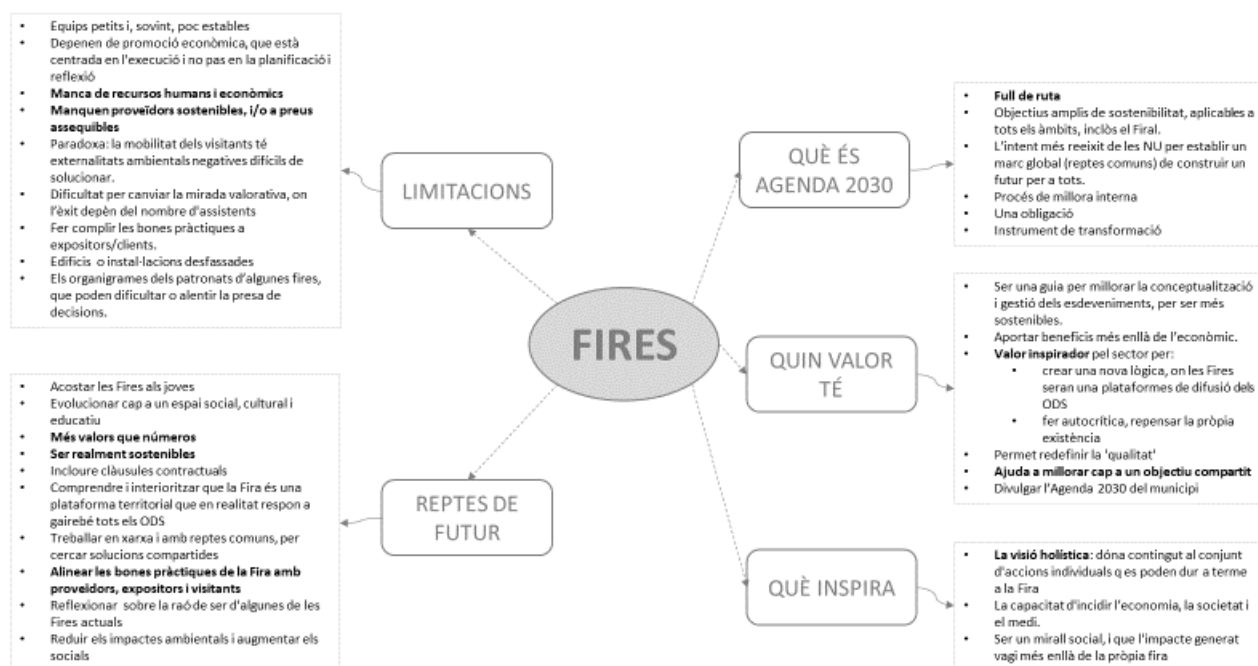 • Equips petits i, sovint, poc estables
• Depenen de promoció econòmica, que està
centrada en l'execució i no pas en la planificació i
reflexió
• Manca de recursos humans i econòmics
• Manquen proveïdors sostenibles, i/o a preus
assequibles
• Paradoxa: la mobilitat dels visitants té
externalitats ambientals negatives difícils de
solucionar.
• Dificultat per canviar la mirada valorativa, on
l'èxit depèn del nombre d'assistents
• Fer complir les bones pràctiques a
expositors/clients.
• Edificis o instal·lacions desfassades
• Els organigrames dels patronats d'algunes fires,
que poden dificultar o alentir la presa de
decisions.
LIMITACIONS
• Acostar les Fires als joves
• Evolucionar cap a un espai social, cultural i
educatiu
• Més valors que números
• Ser realment sostenibles
• Incloure clàusules contractuals
• Comprendre i interioritzar que la Fira és una
plataforma territorial que en realitat respon a
gairebé tots els ODS
• Treballar en xarxa i amb reptes comuns, per
cercar solucions compartides
• Alinear les bones pràctiques de la Fira amb
proveïdors, expositors i visitants
• Reflexionar sobre la raó de ser d'algunes de les
Fires actuals
• Reduir els impactes ambientals i augmentar els
socials
REPTES DE
FUTUR
FIRES
QUÈ ÉS
AGENDA 2030
• Full de ruta
• Objectius amplis de sostenibilitat, aplicables a
tots els àmbits, inclòs el Firal.
• L'intent més reeixit de les NU per establir un
marc global (reptes comuns) de construir un
futur per a tots.
• Procés de millora interna
• Una obligació
• Instrument de transformació
QUIN VALOR
TÉ
• Ser una guia per millorar la conceptualització
i gestió dels esdeveniments, per ser més
sostenibles.
• Aportar beneficis més enllà de l'econòmic.
• Valor inspirador pel sector per:
• crear una nova lògica, on les Fires
seran una plataformes de difusió dels
ODS
• fer autocrítica, repensar la pròpia
existència
• Permet redefinir la 'qualitat'
• Ajuda a millorar cap a un objectiu compartit
• Divulgar l'Agenda 2030 del municipi
QUÈ INSPIRA
• La visió holística: dóna contingut al conjunt
d'accions individuals q es poden dur a terme
a la Fira
• La capacitat d'incidir l'economia, la societat i
el medi.
• Ser un mirall social, i que l'impacte generat
vagi més enllà de la pròpia fira